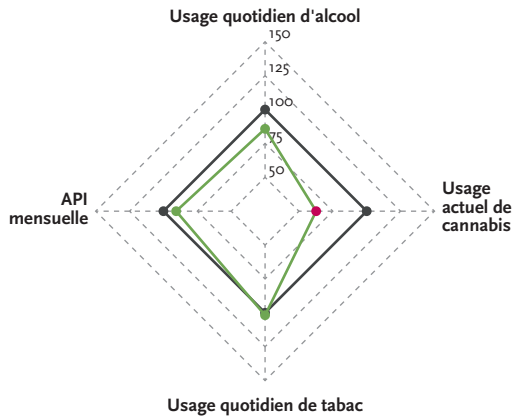 Usage quotidien d'alcool
150
125
100
75
50
API
mensuelle
Usage
actuel de
cannabis
Usage quotidien de tabac